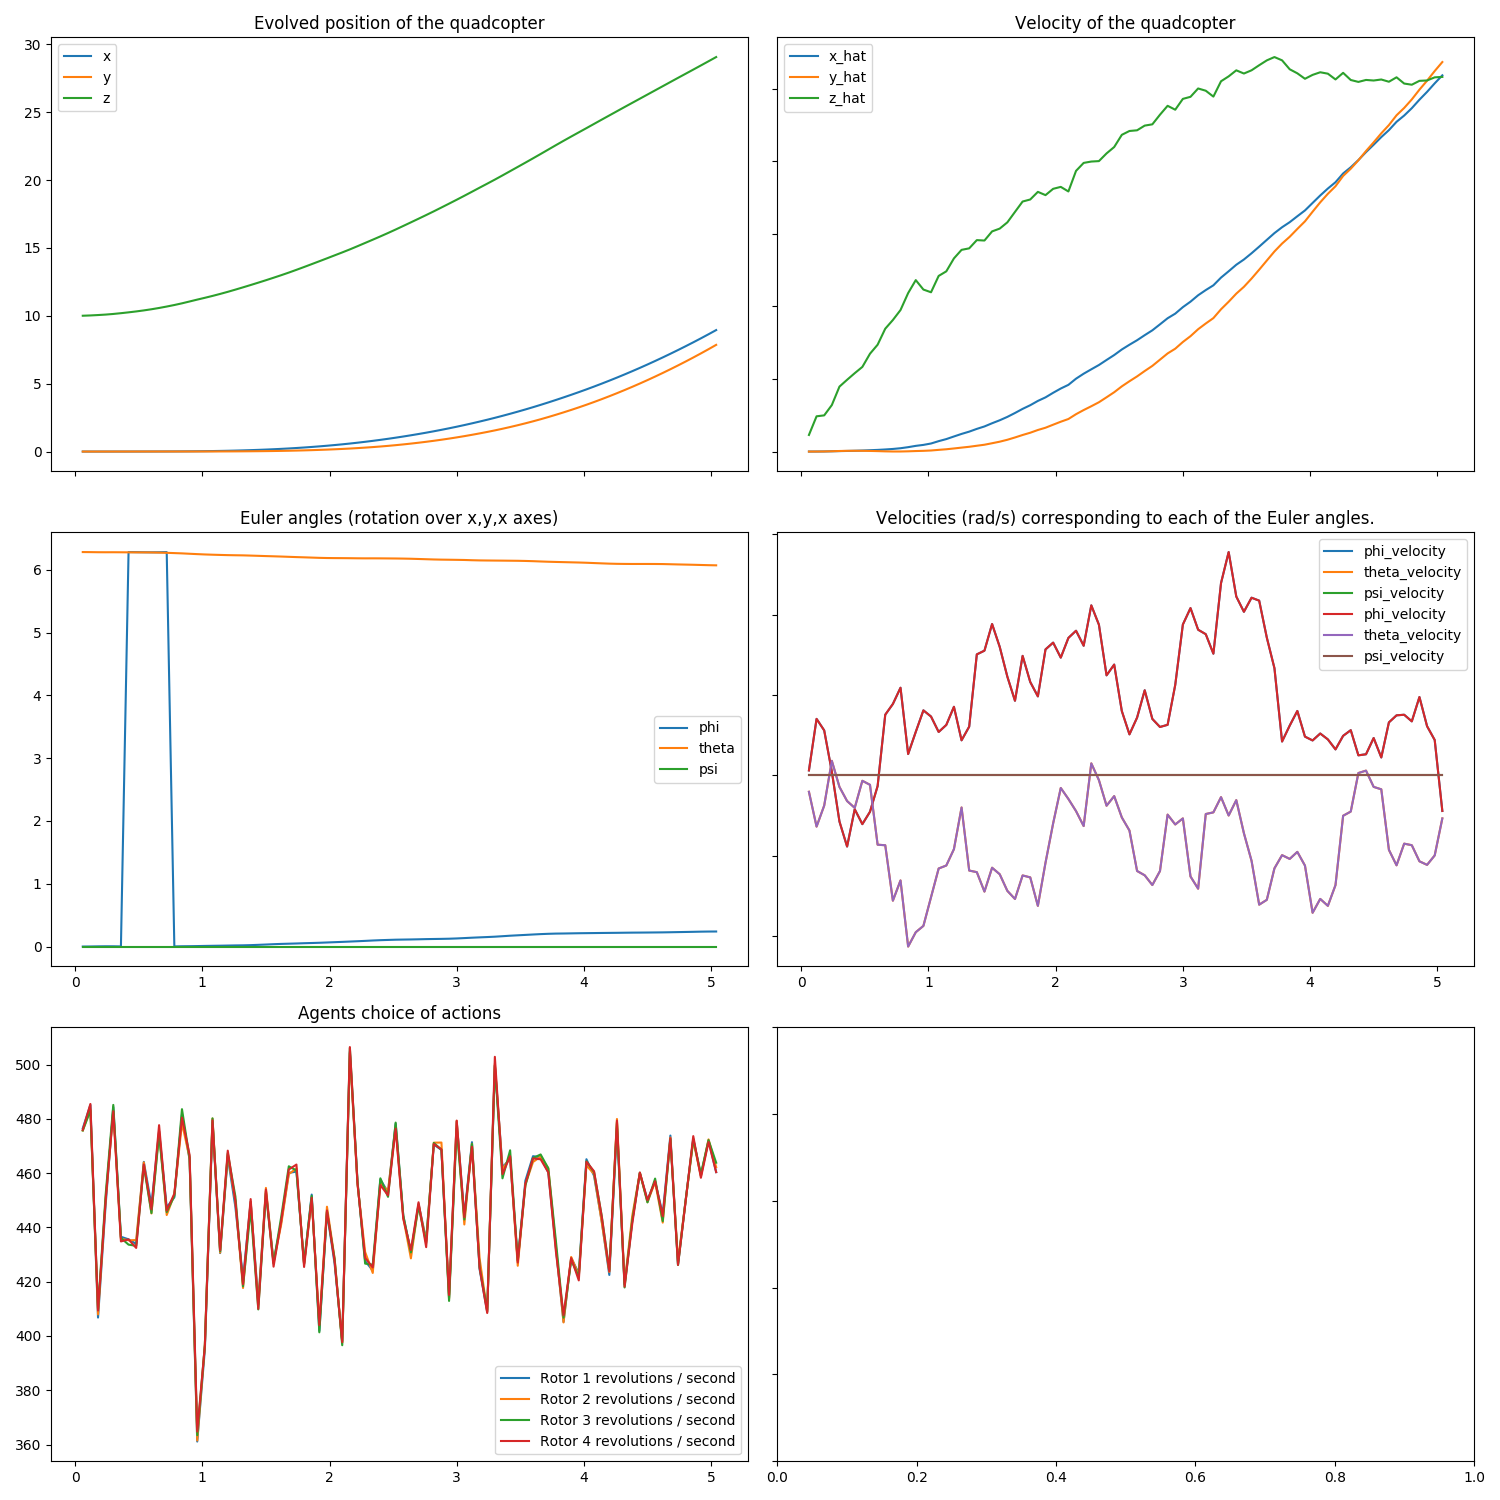 Evolved position of the quadcopter
30
25
20
15
10
5
0
x
y
z
Velocity of the quadcopter
x_hat
y_hat
z_hat
Euler angles (rotation over x,y,x axes)
6
5
4
3
2
1
0
phi
theta
psi
0 1 2 3 4 5
Velocities (rad/s) corresponding to each of the Euler angles.
phi_velocity
theta_velocity
psi_velocity
phi_velocity
theta_velocity
psi_velocity
0 1 2 3 4 5
Agents choice of actions
500
480
460
440
420
400
380
360
Rotor 1 revolutions / second
Rotor 2 revolutions / second
Rotor 3 revolutions / second
Rotor 4 revolutions / second
0 1 2 3 4 5
0.0 0.2 0.4 0.6 0.8 1.0